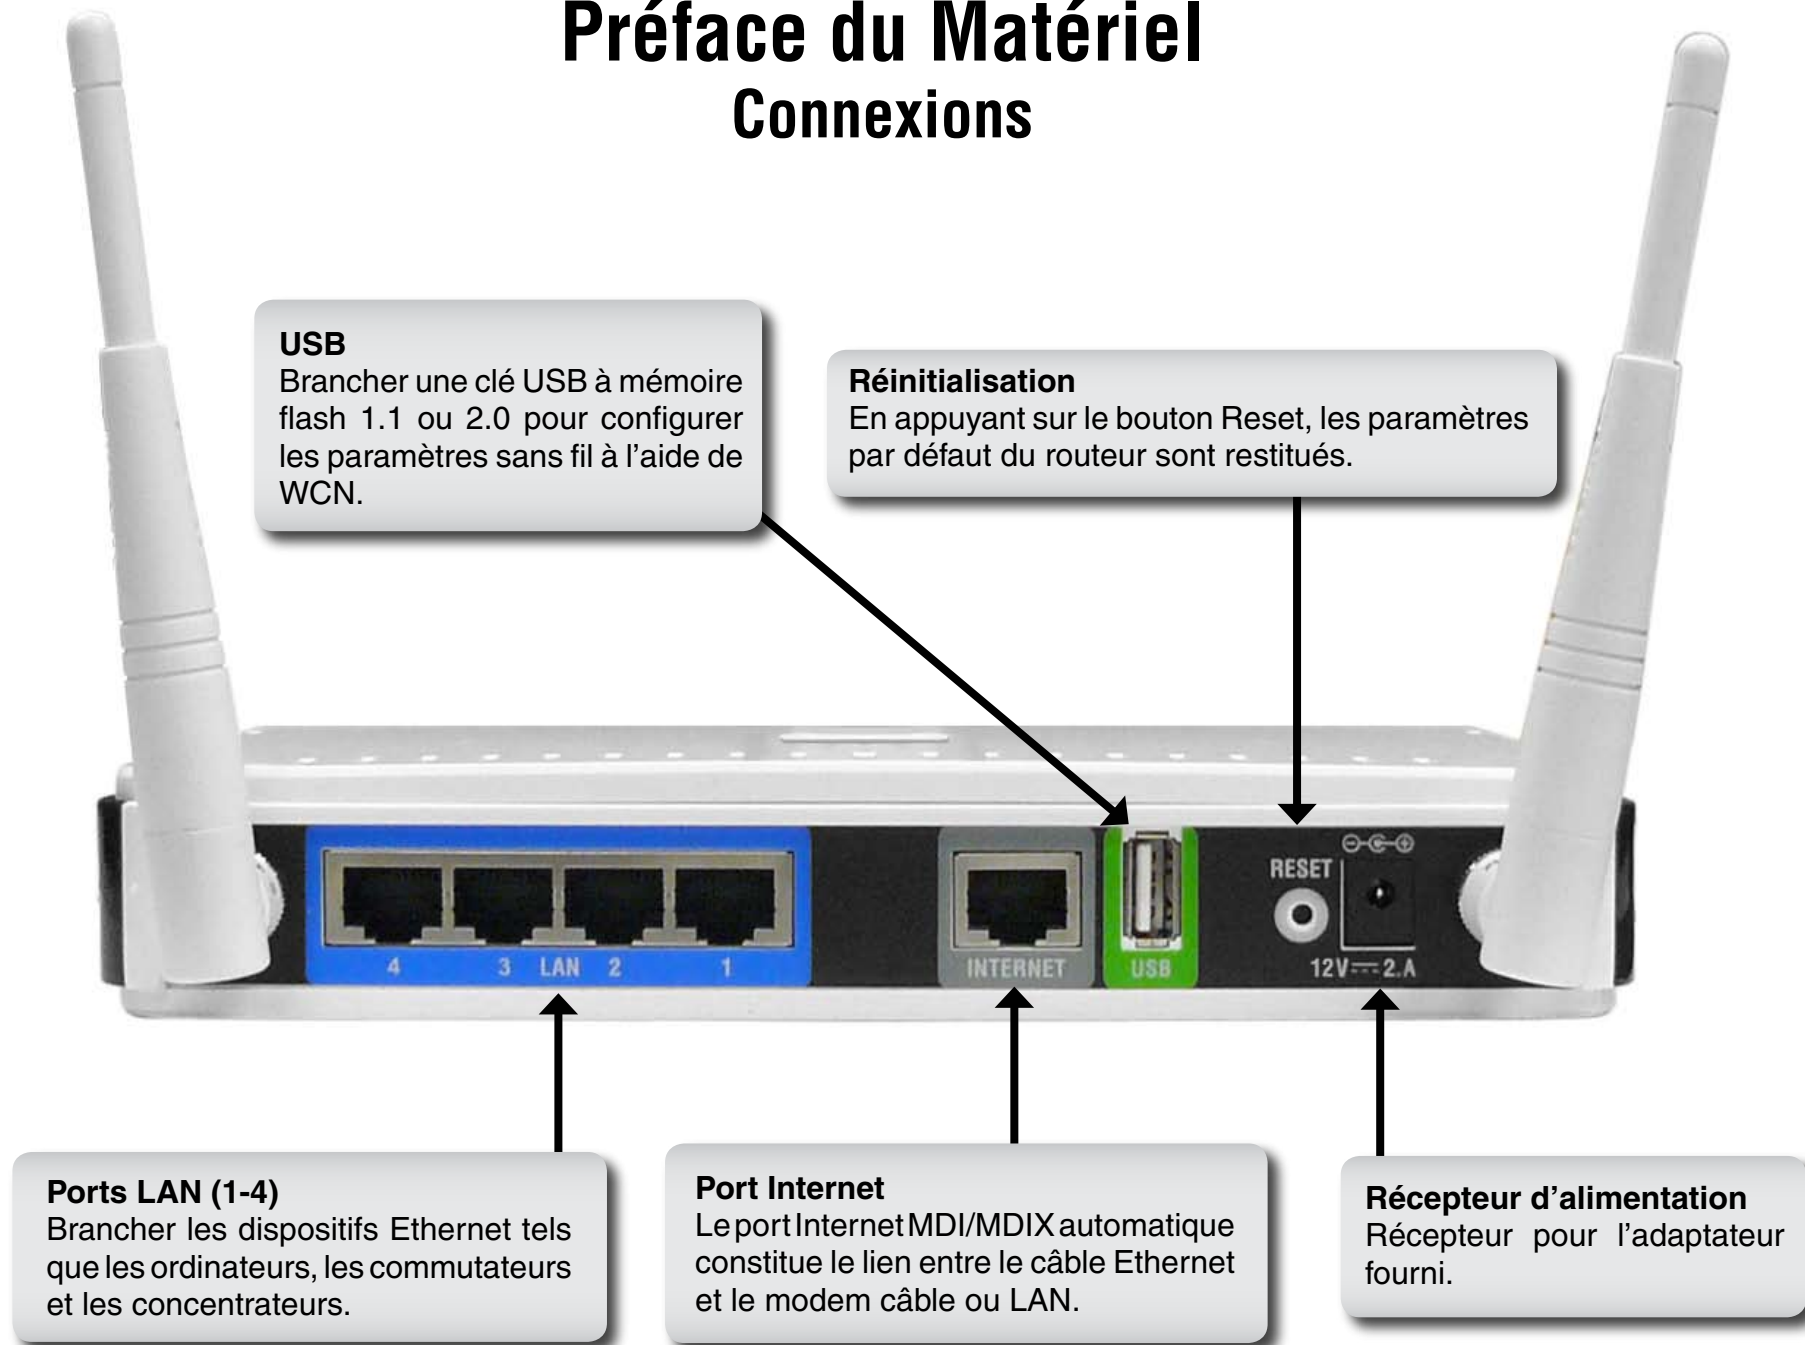 Préface du Matériel
Connexions
USB
Brancher une clé USB à mémoire
flash 1.1 ou 2.0 pour configurer
les paramètres sans fil à l’aide de
WCN.
Réinitialisation
En appuyant sur le bouton Reset, les paramètres
par défaut du routeur sont restitués.
RESET
4 3 LAN 2 1
INTERNET
USB
12V 2.A
Ports LAN (1-4)
Brancher les dispositifs Ethernet tels
que les ordinateurs, les commutateurs
et les concentrateurs.
Port Internet
Le port Internet MDI/MDIX automatique
constitue le lien entre le câble Ethernet
et le modem câble ou LAN.
Récepteur d’alimentation
Récepteur pour l’adaptateur
fourni.